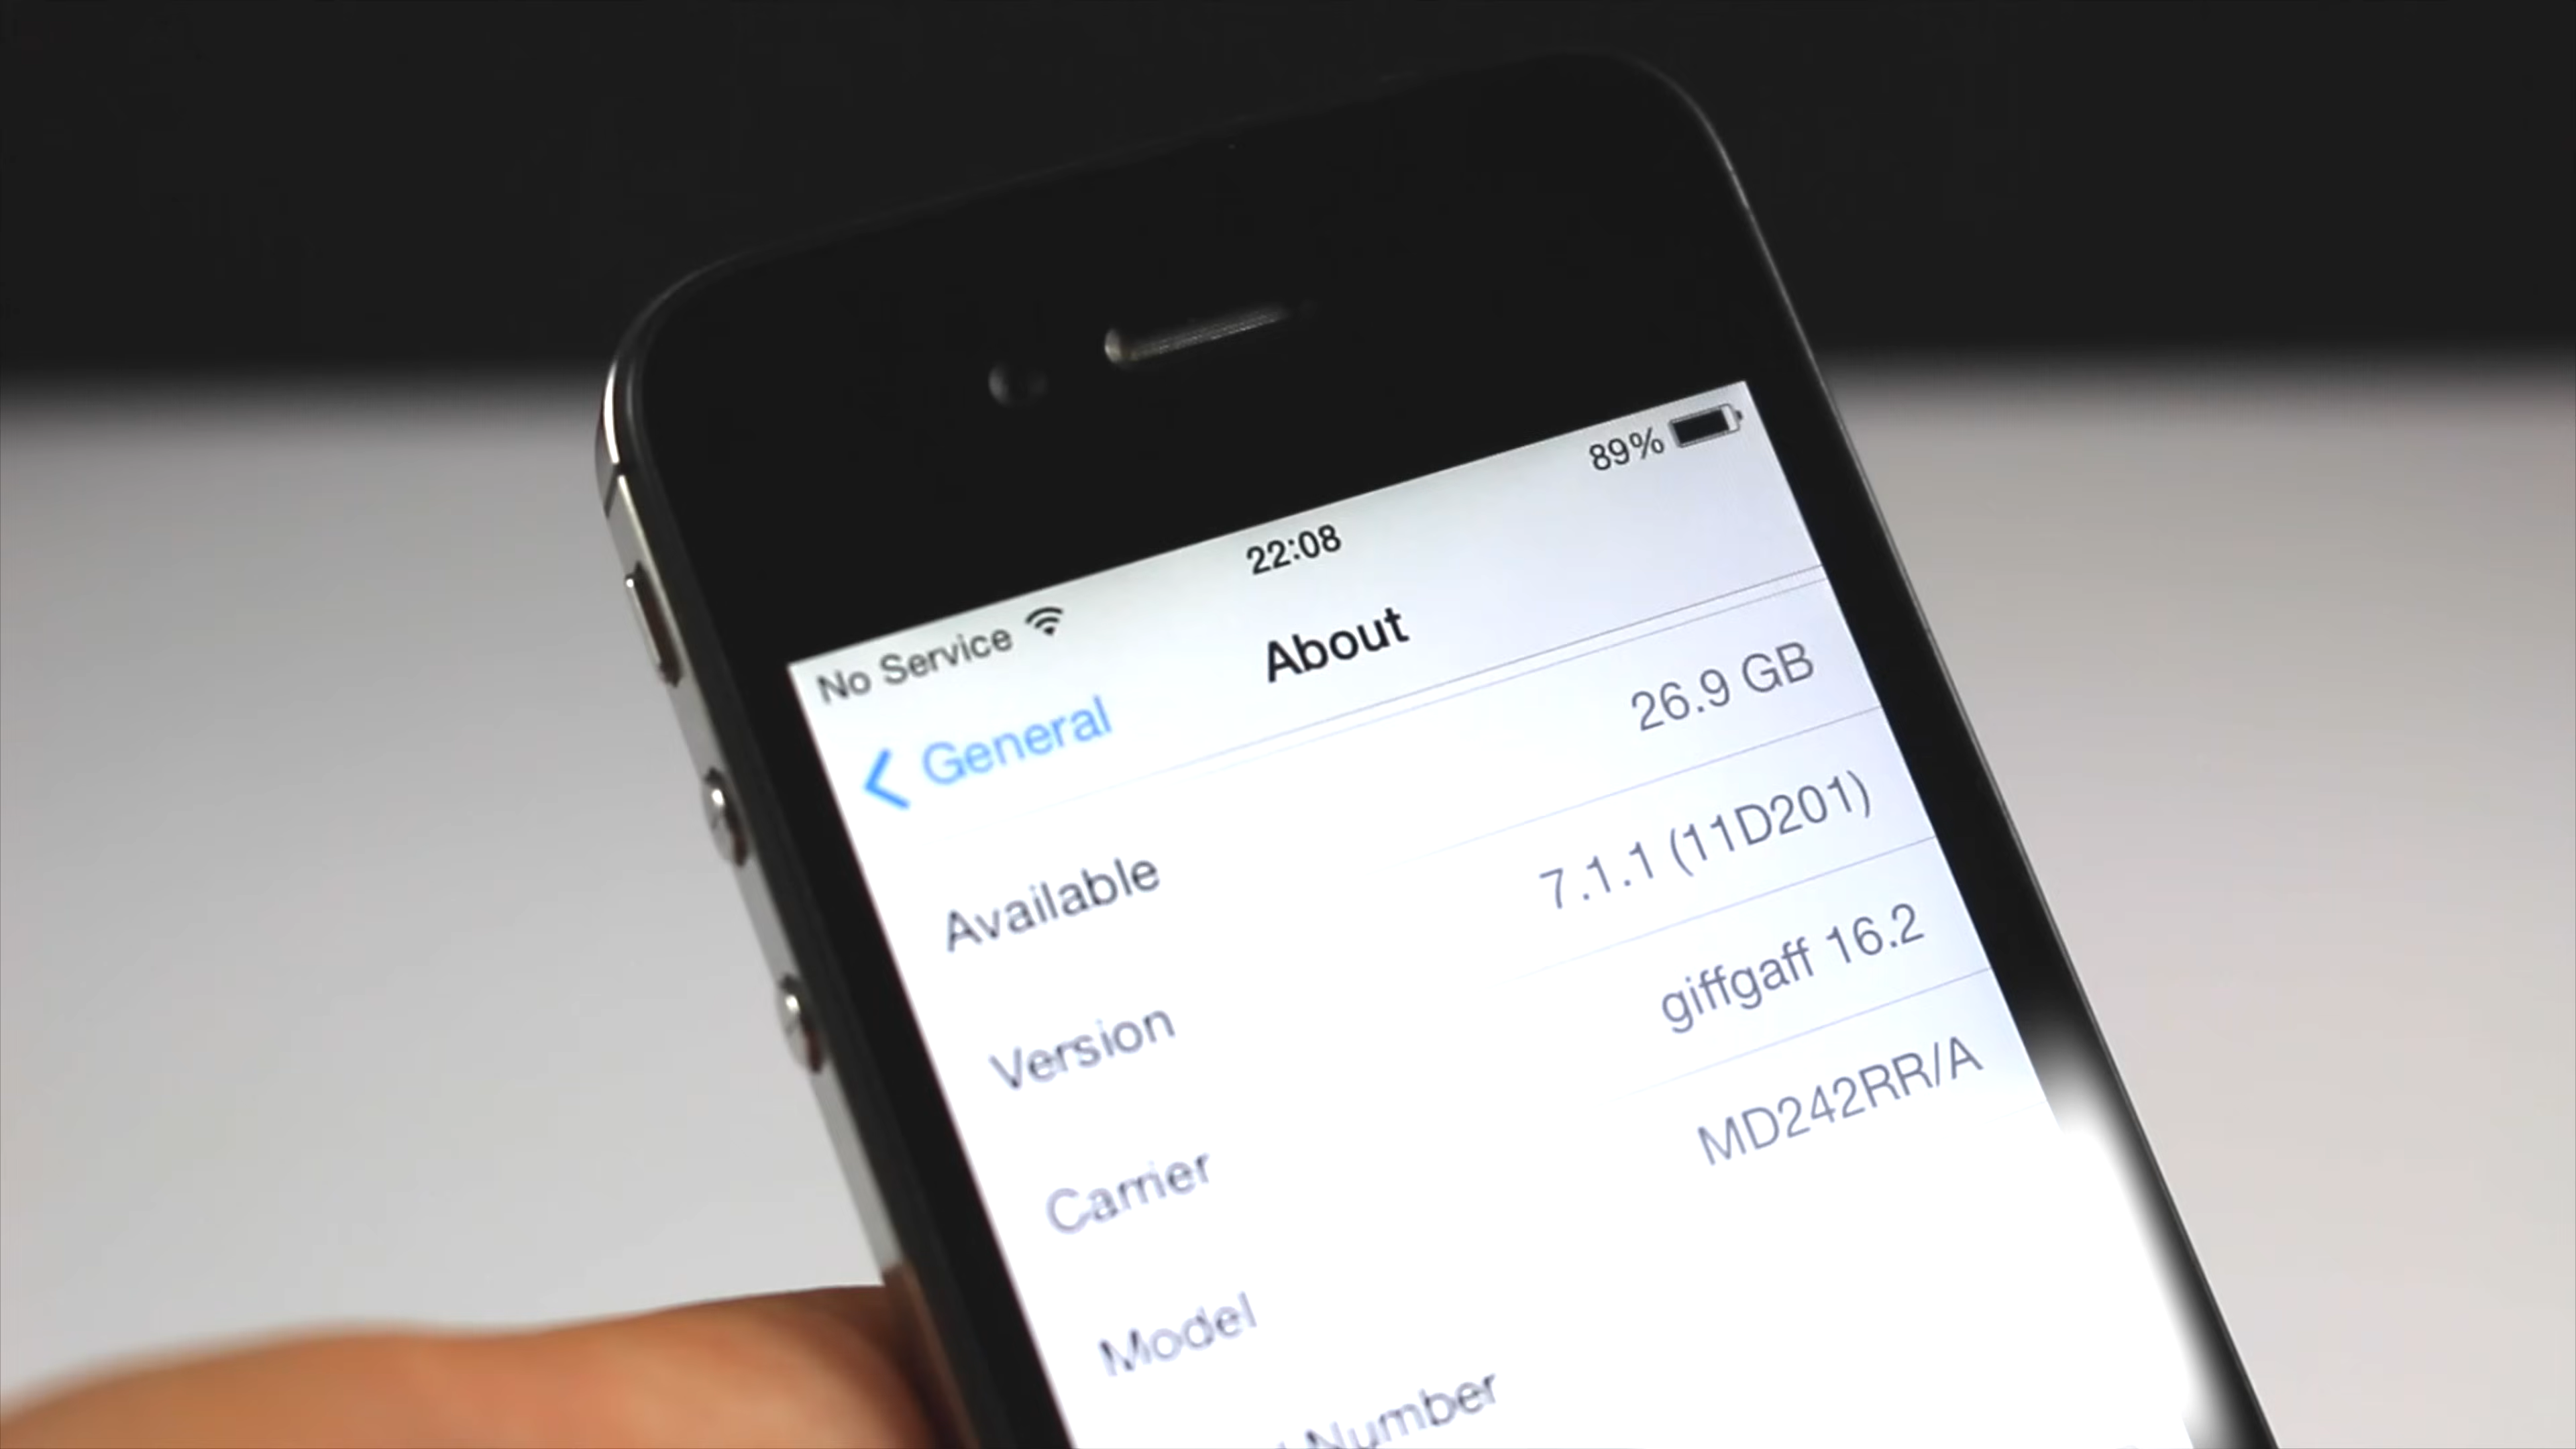 No Service 22:08 89%
General About
Available 26.9 GB
Version 7.1.1 (11D201)
Carrier giffgaff 16.2
Model MD242RR/A
Number